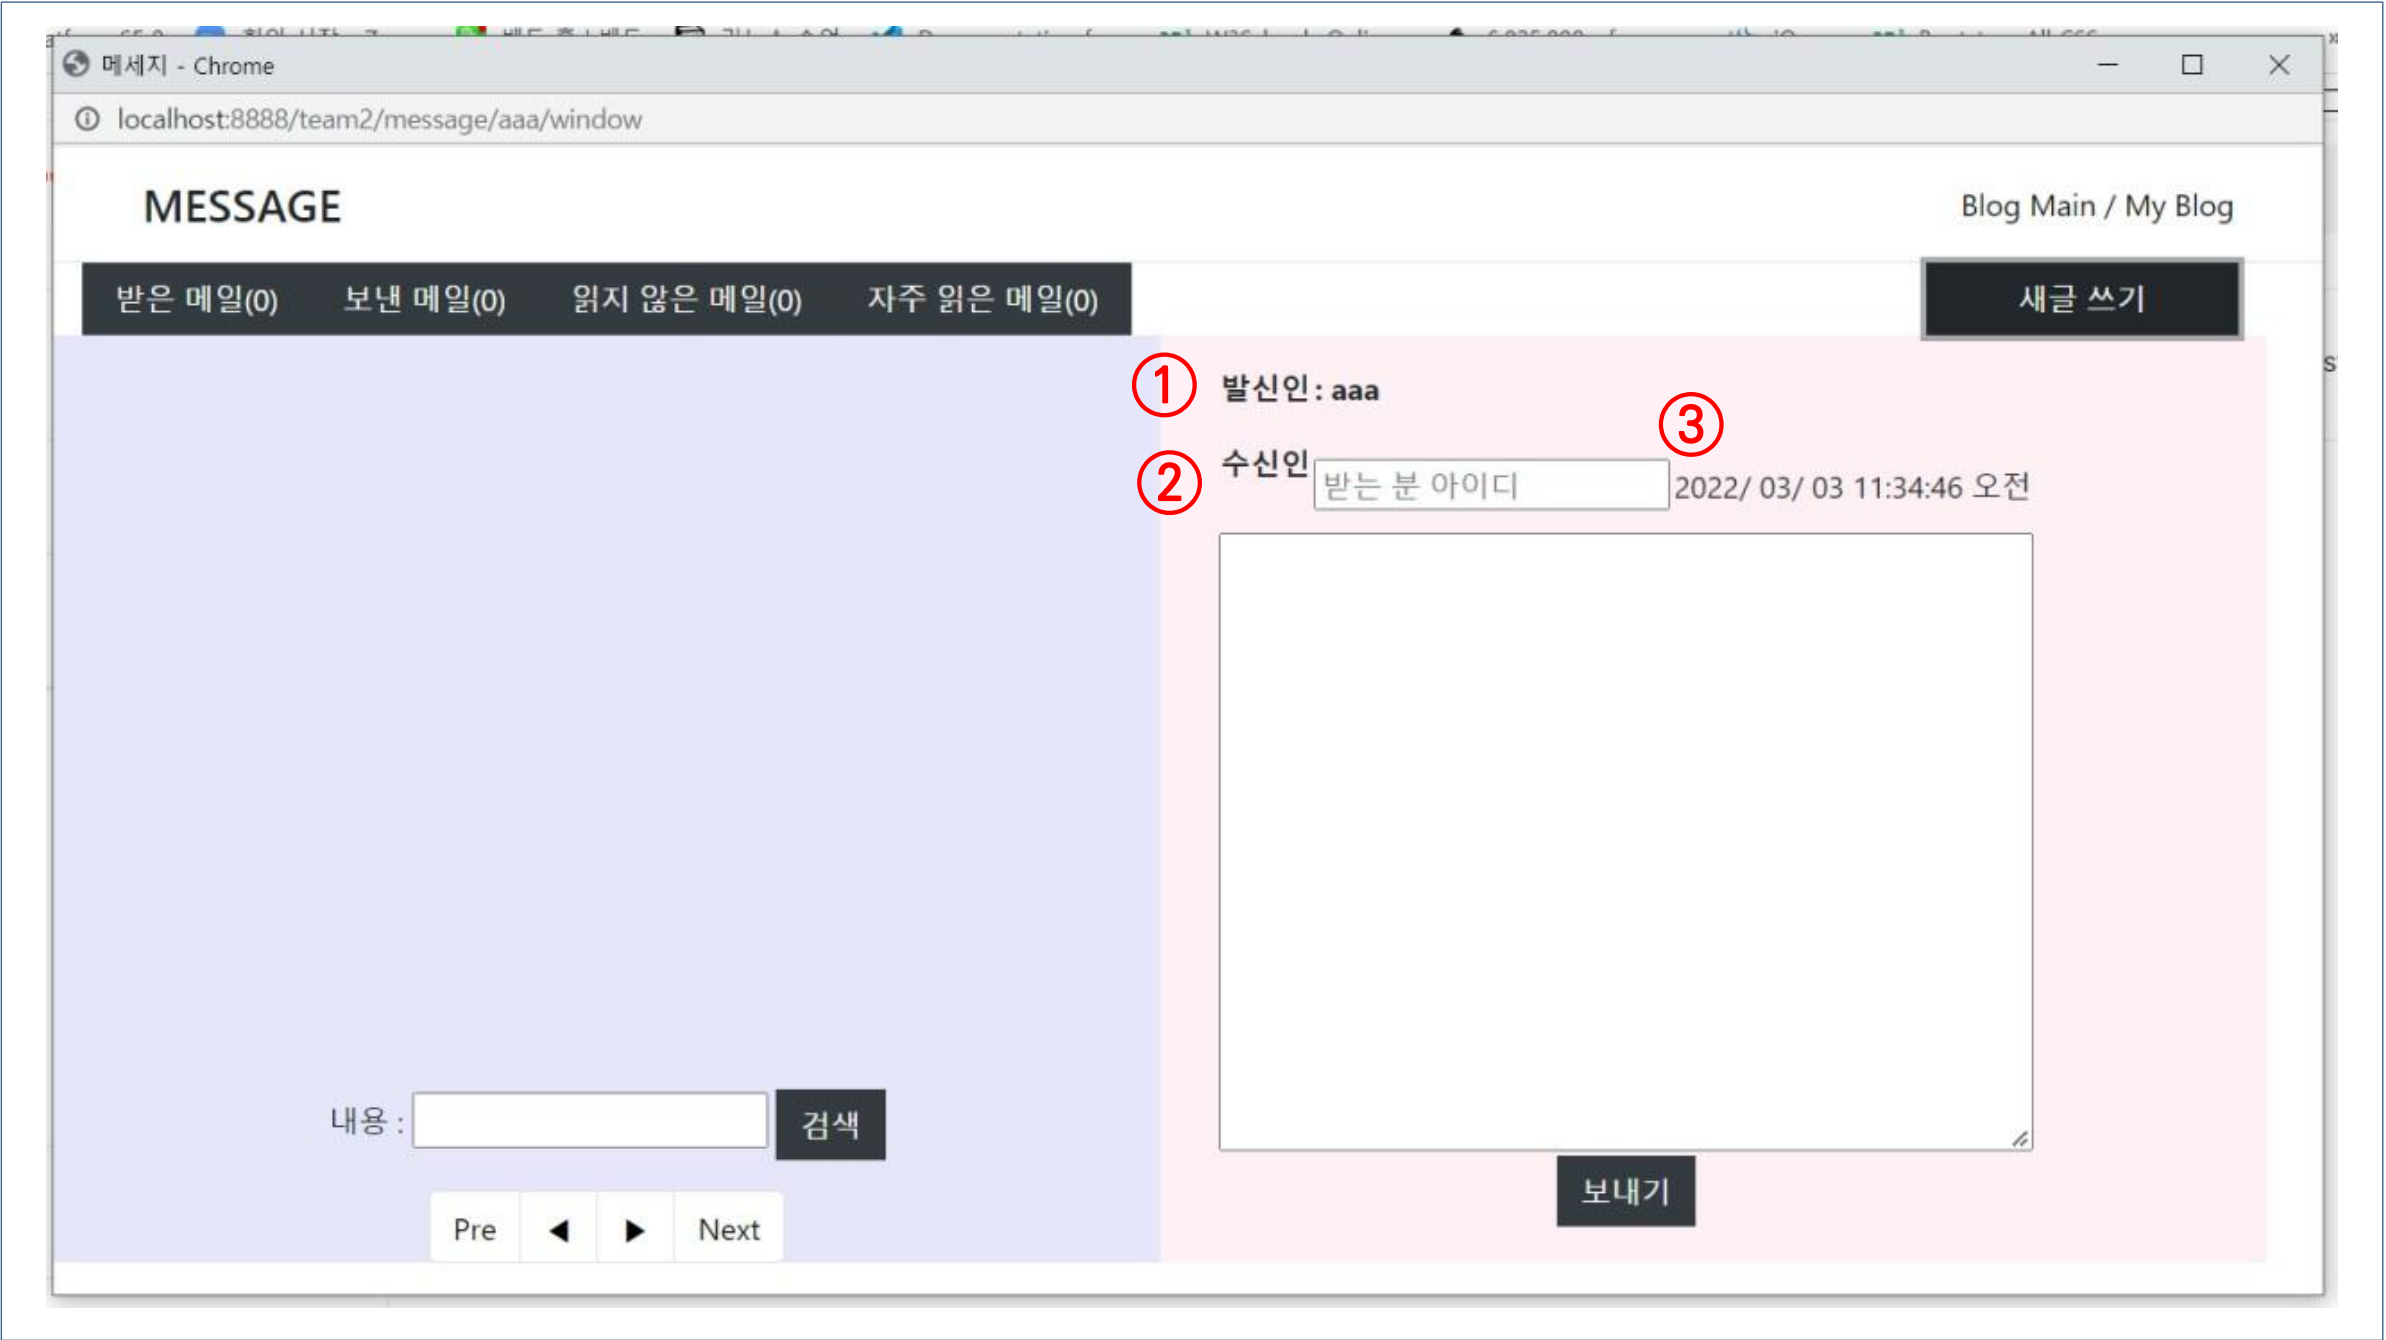 메세지 - Chrome
localhost:8888/team2/message/aaa/window
MESSAGE
Blog Main / My Blog
받은 메일(0) 보낸 메일(0) 읽지 않은 메일(0) 자주 읽은 메일(0)
새글 쓰기
① 발신인 : aaa
③
② 수신인 받는 분 아이디 2022/ 03/ 03 11:34:46 오전
내용 : 검색
보내기
Pre ◀ ▶ Next